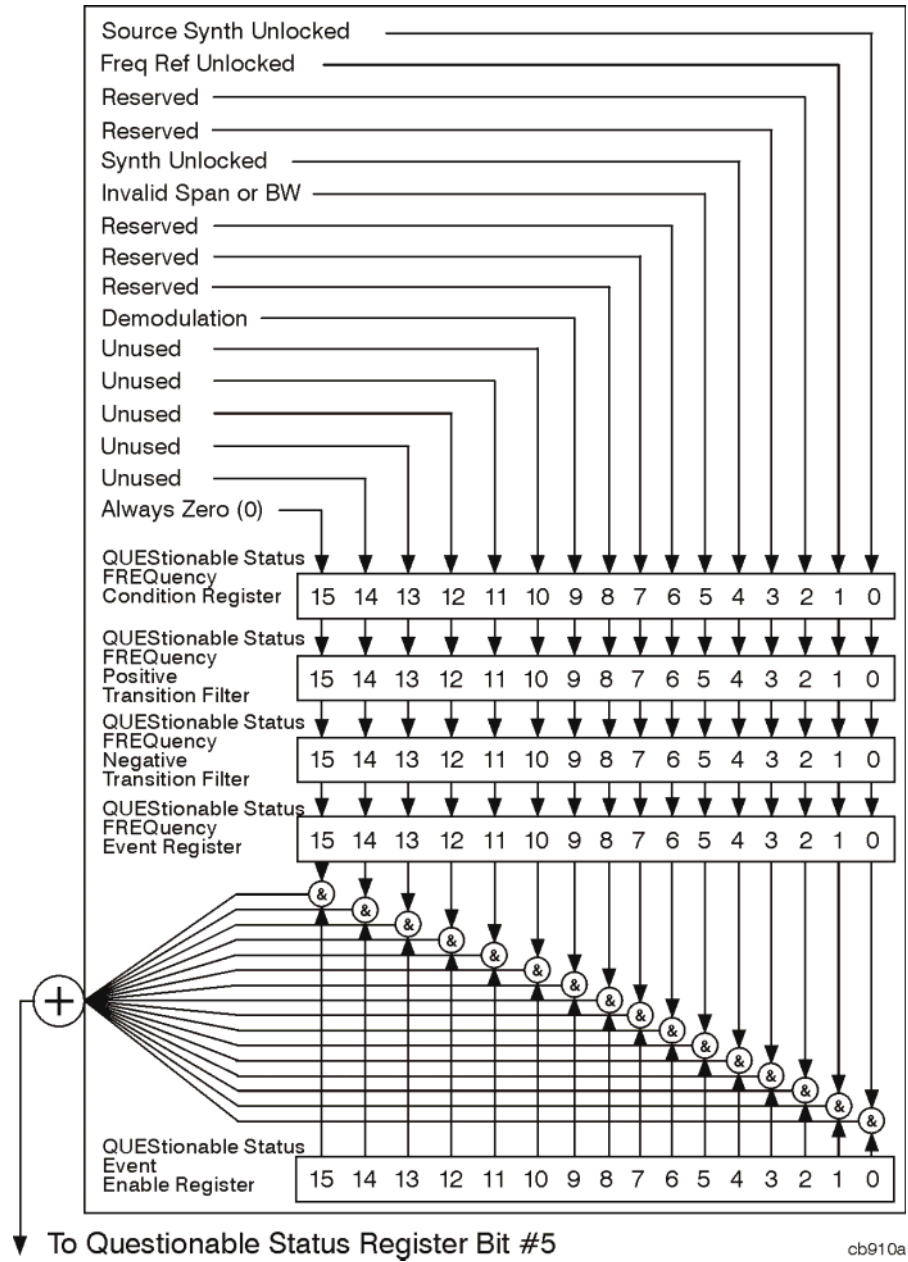 Source Synth Unlocked
Freq Ref Unlocked
Reserved
Reserved
Synth Unlocked
Invalid Span or BW
Reserved
Reserved
Reserved
Demodulation
Unused
Unused
Unused
Unused
Unused
Always Zero (0)
QUEStionable Status
FREQuency
Condition Register
15 14 13 12 11 10 9 8 7 6 5 4 3 2 1 0
QUEStionable Status
FREQuency
Positive
Transition Filter
15 14 13 12 11 10 9 8 7 6 5 4 3 2 1 0
QUEStionable Status
FREQuency
Negative
Transition Filter
15 14 13 12 11 10 9 8 7 6 5 4 3 2 1 0
QUEStionable Status
FREQuency
Event Register
15 14 13 12 11 10 9 8 7 6 5 4 3 2 1 0
& & & & & & & & & & & & & & & &
+
QUEStionable Status
Event
Enable Register
15 14 13 12 11 10 9 8 7 6 5 4 3 2 1 0
To Questionable Status Register Bit #5
cb910a